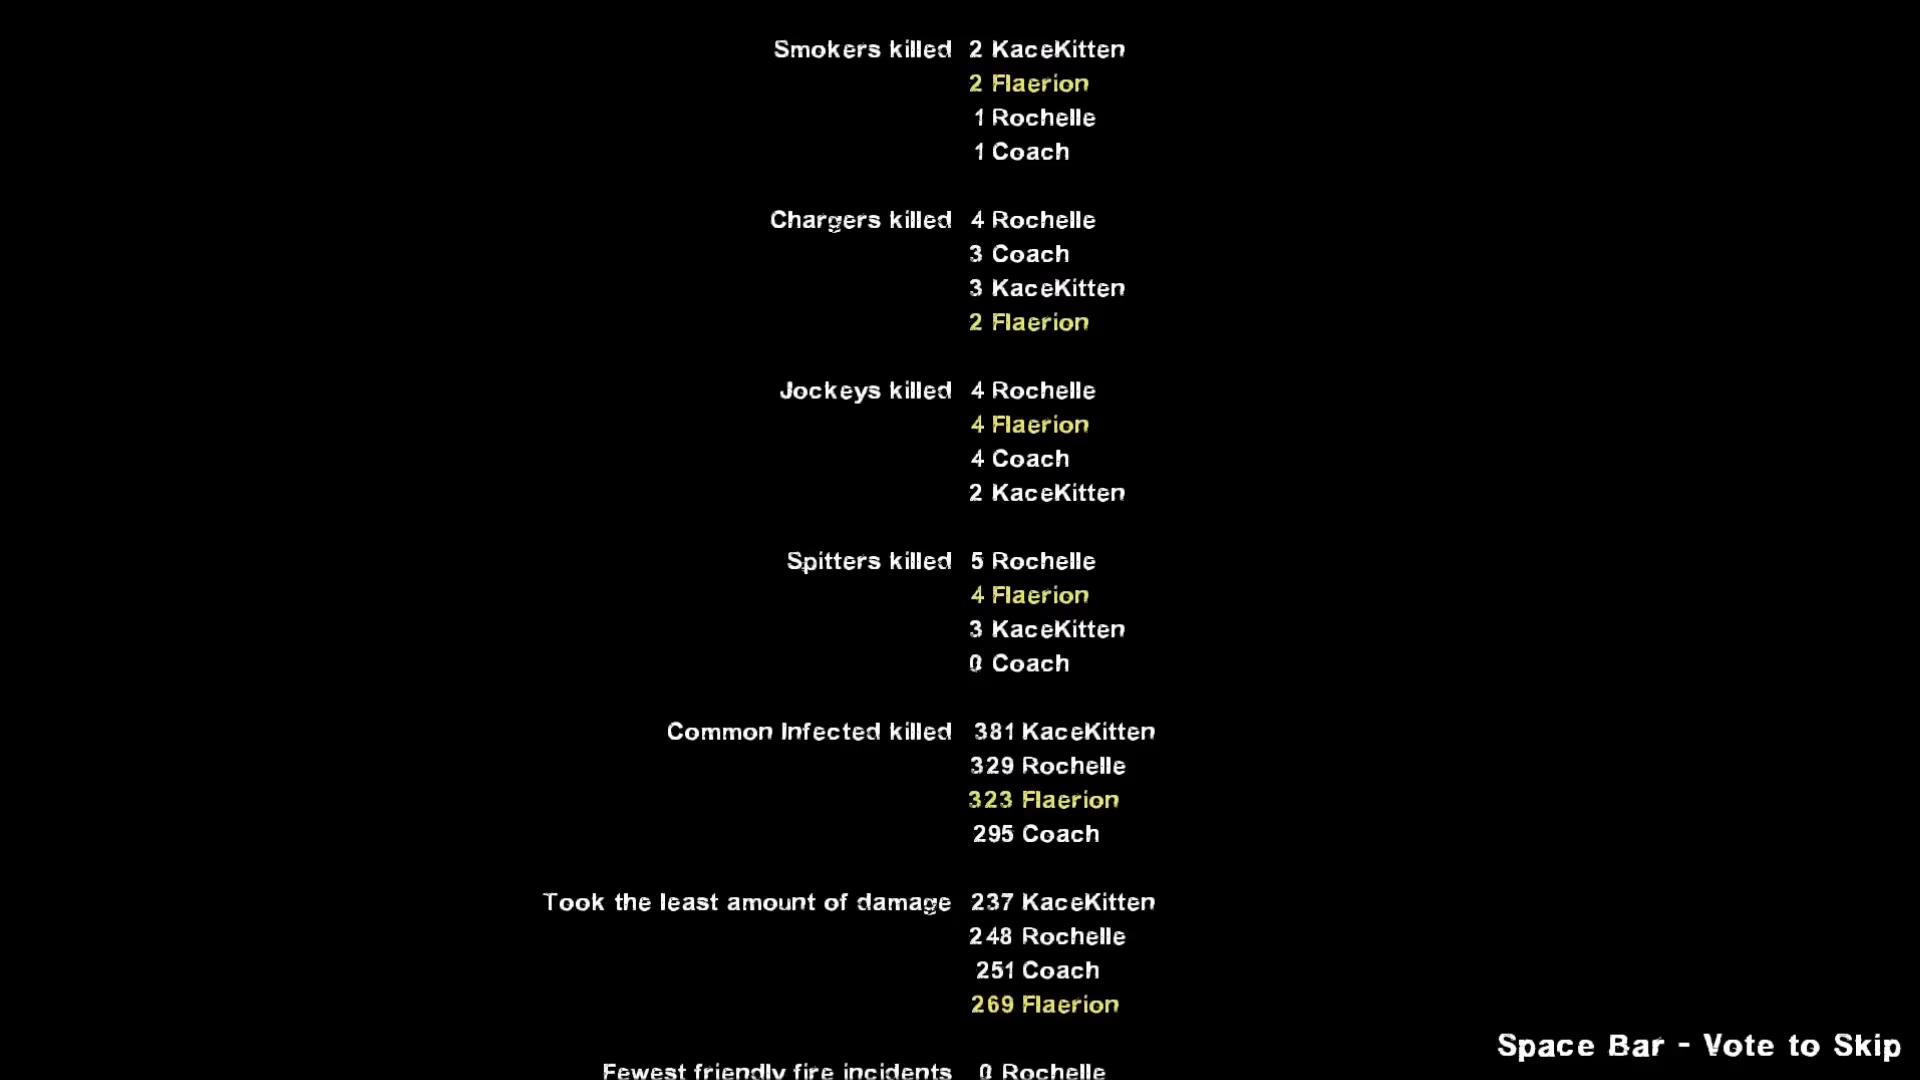 Smokers killed 2 KaceKitten
2 Flaerion
1 Rochelle
1 Coach
Chargers killed 4 Rochelle
3 Coach
3 KaceKitten
2 Flaerion
Jockeys killed 4 Rochelle
4 Flaerion
4 Coach
2 KaceKitten
Spitters killed 5 Rochelle
4 Flaerion
3 KaceKitten
0 Coach
Common Infected killed 381 KaceKitten
329 Rochelle
323 Flaerion
295 Coach
Took the least amount of damage 237 KaceKitten
248 Rochelle
251 Coach
269 Flaerion
Fewest friendly fire incidents 0 Rochelle
Space Bar - Vote to Skip